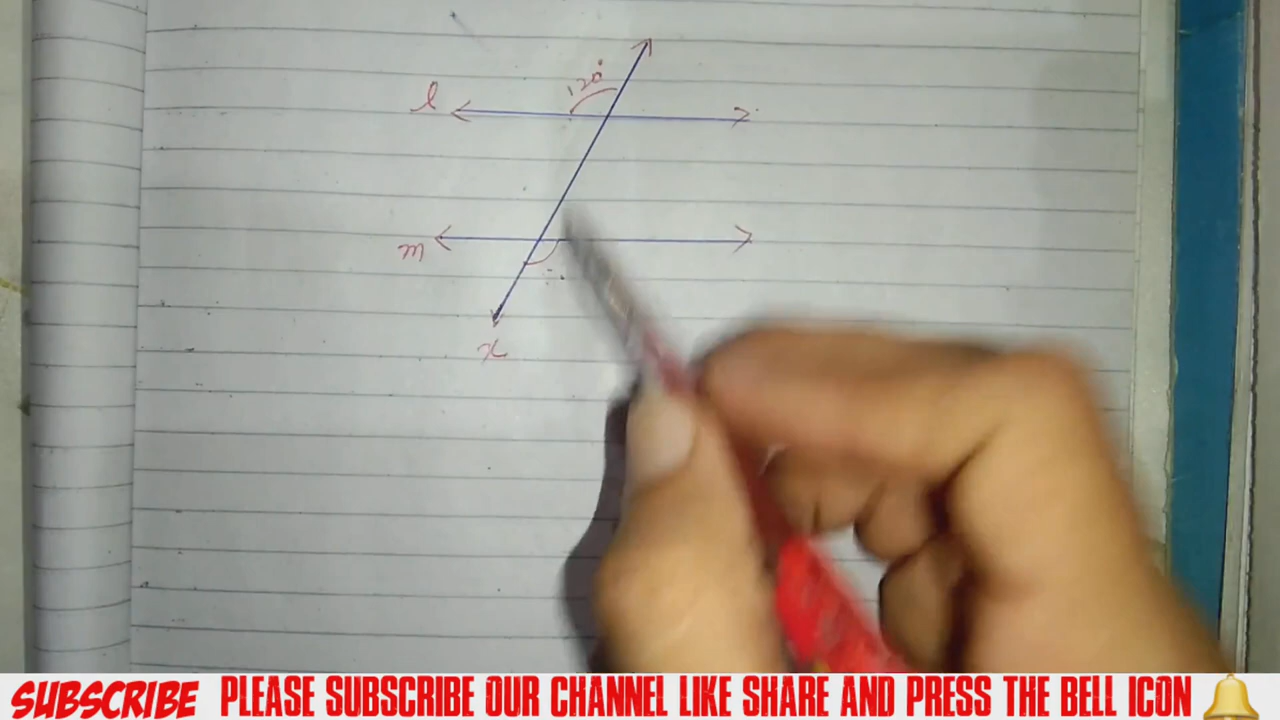 120°
l
m
x
SUBSCRIBE PLEASE SUBSCRIBE OUR CHANNEL LIKE SHARE AND PRESS THE BELL ICON